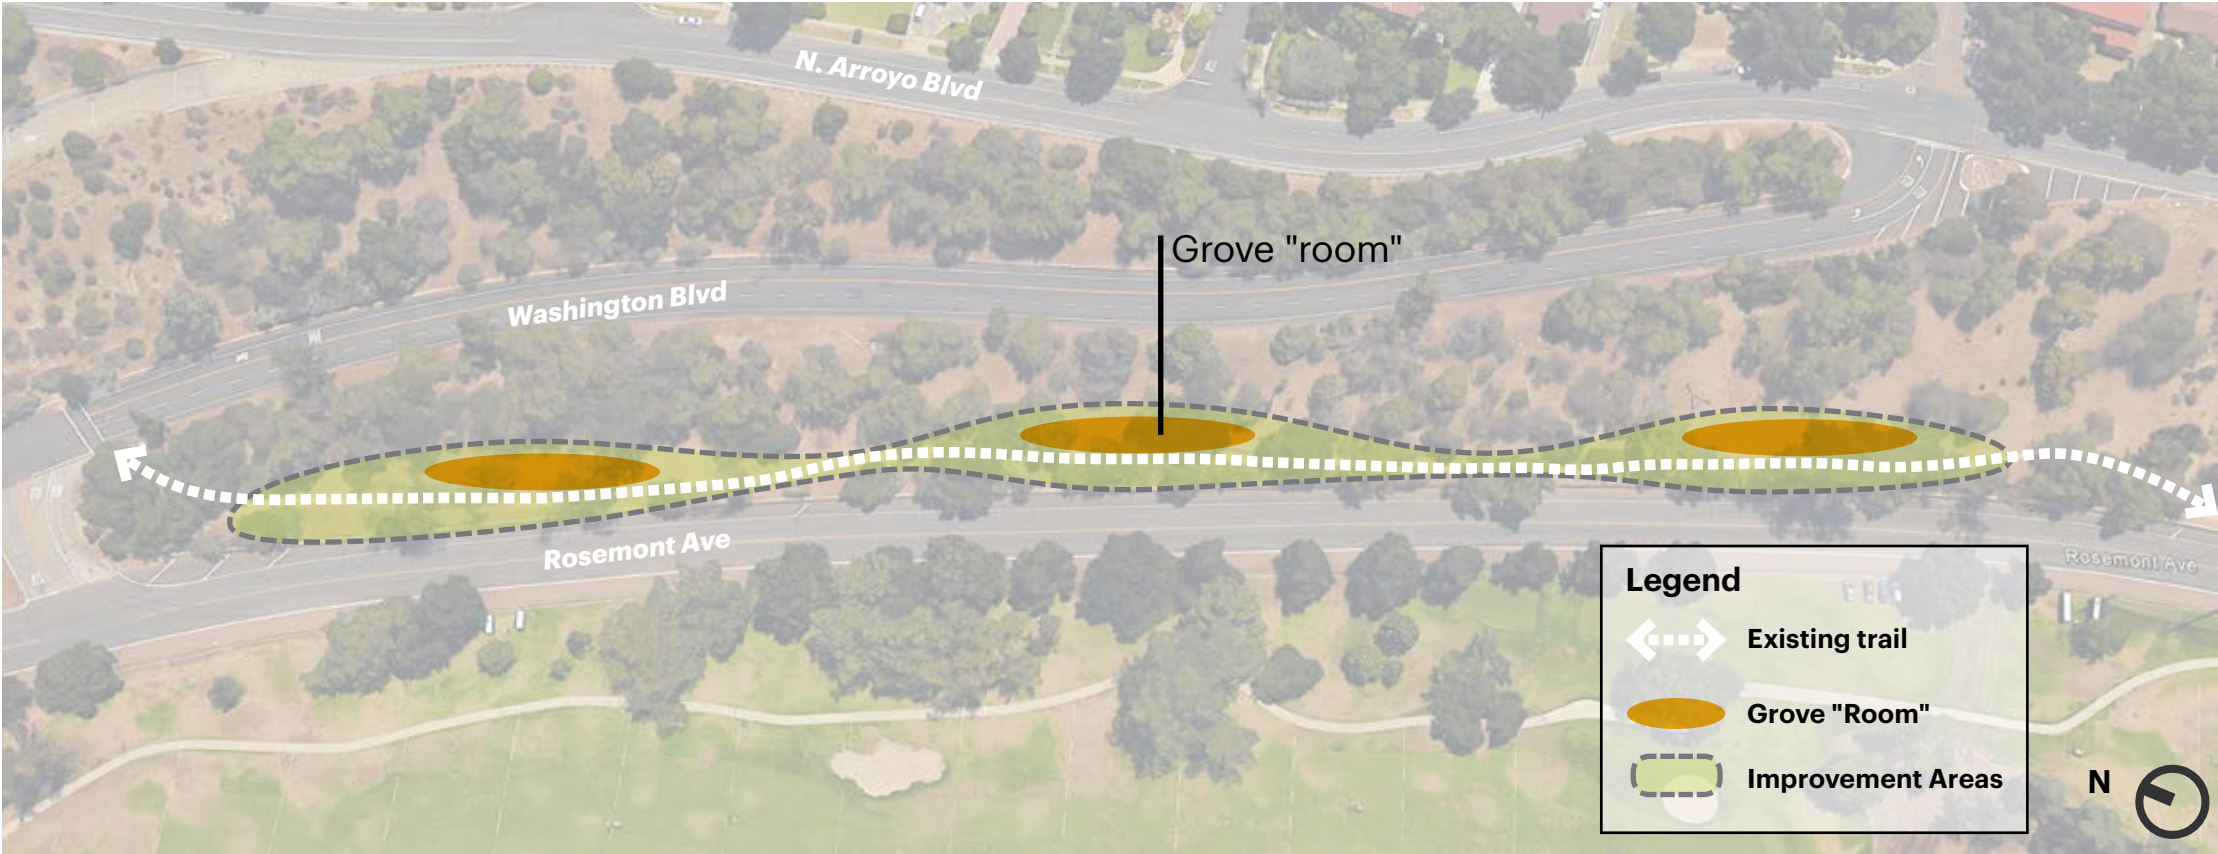 N. Arroyo Blvd
Grove "room"
Washington Blvd
Rosemont Ave
Rosemont Ave
Legend
Existing trail
Grove "Room"
Improvement Areas
N